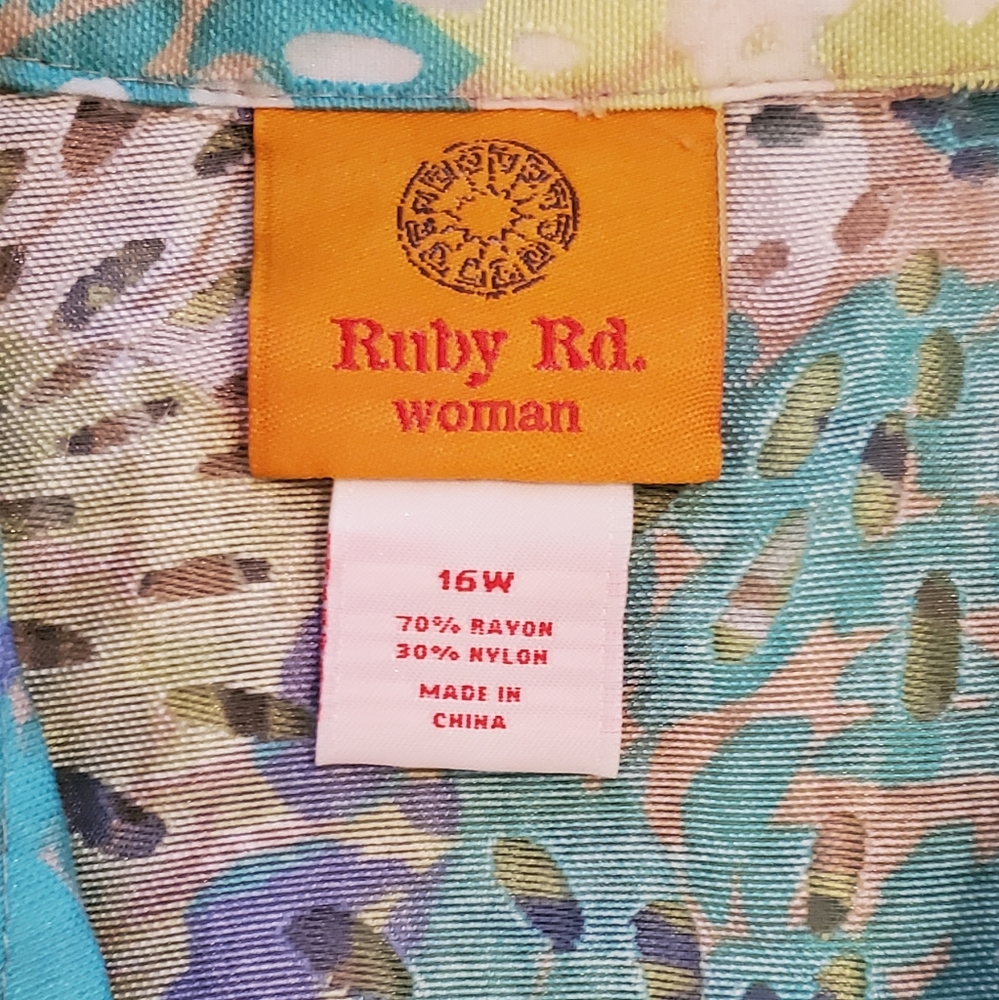 Ruby Rd.
woman
16W
70% RAYON
30% NYLON
MADE IN
CHINA